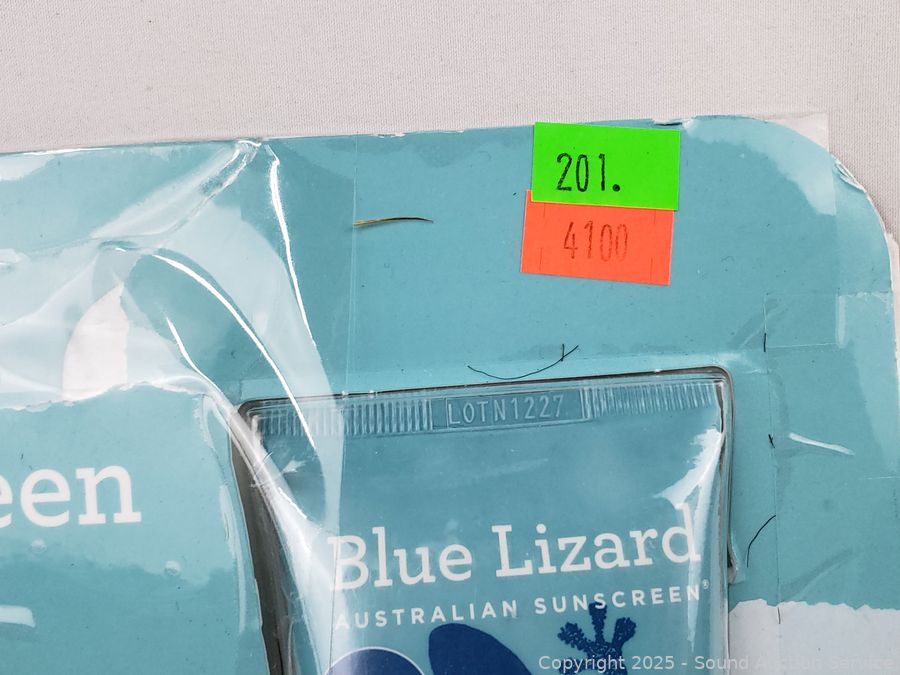 201.
4100
LOTN1227
een
Blue Lizard
AUSTRALIAN SUNSCREEN®
Copyright 2025 - Sound Auction Service